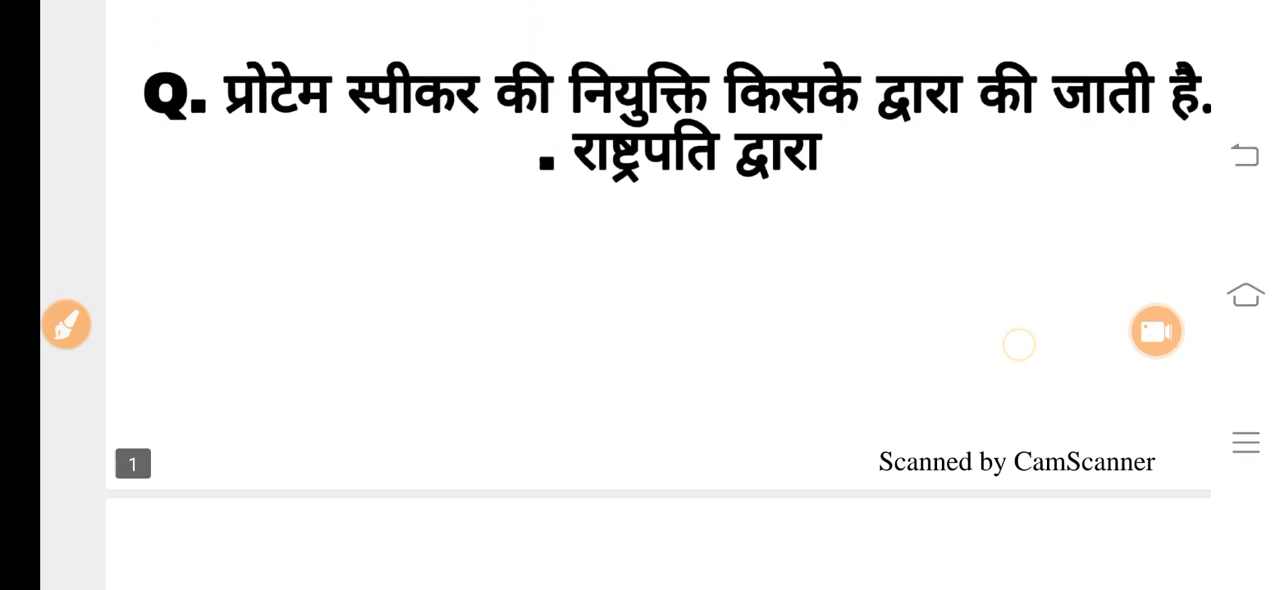 Q. प्रोटेम स्पीकर की नियुक्ति किसके द्वारा की जाती है.
. राष्ट्रपति द्वारा
1
Scanned by CamScanner